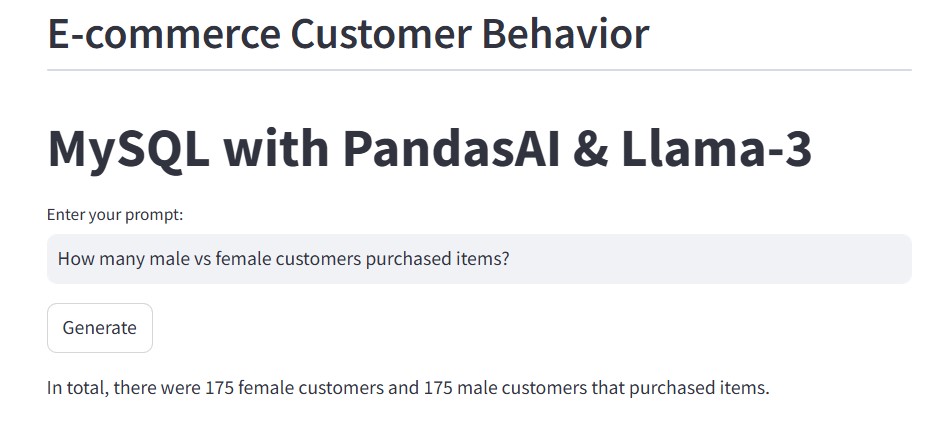 E-commerce Customer Behavior
MySQL with PandasAI & Llama-3
Enter your prompt:
How many male vs female customers purchased items?
Generate
In total, there were 175 female customers and 175 male customers that purchased items.